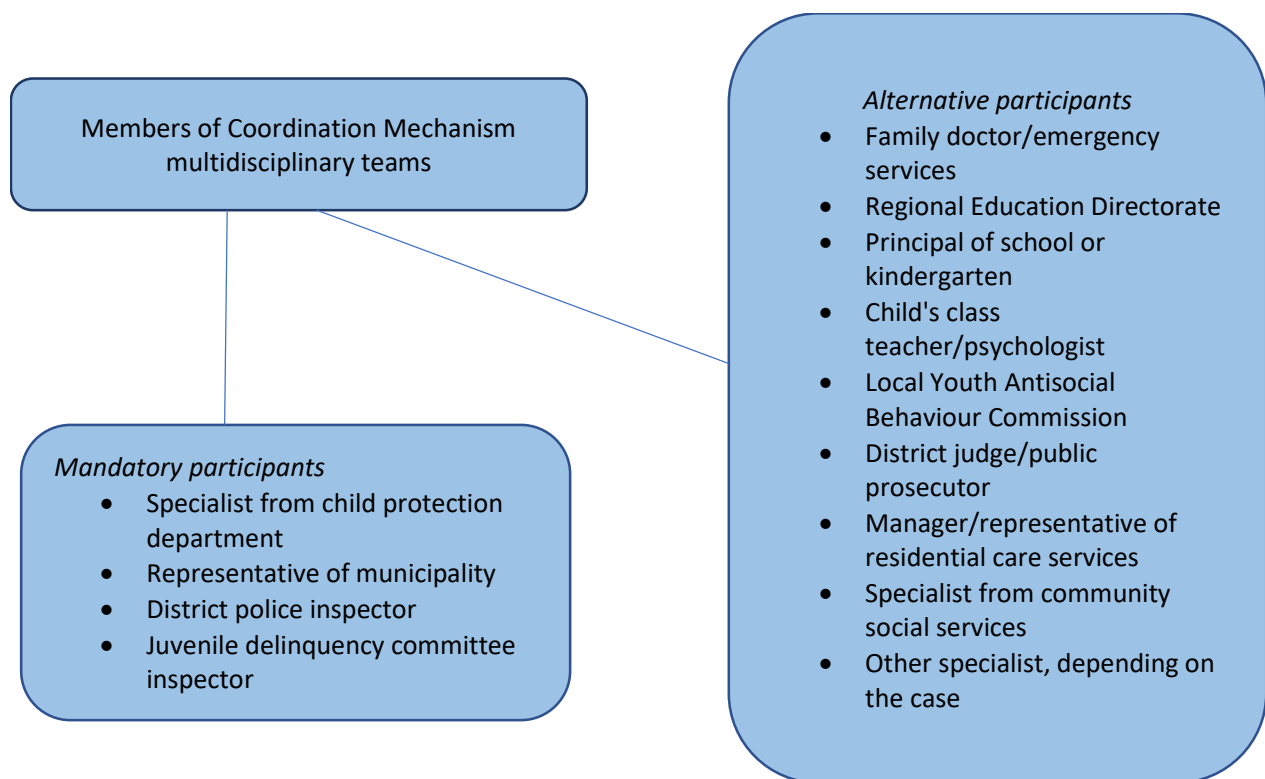 Members of Coordination Mechanism
multidisciplinary teams
Mandatory participants
• Specialist from child protection
department
• Representative of municipality
• District police inspector
• Juvenile delinquency committee
inspector
Alternative participants
• Family doctor/emergency
services
• Regional Education Directorate
• Principal of school or
kindergarten
• Child's class
teacher/psychologist
• Local Youth Antisocial
Behaviour Commission
• District judge/public
prosecutor
• Manager/representative of
residential care services
• Specialist from community
social services
• Other specialist, depending on
the case